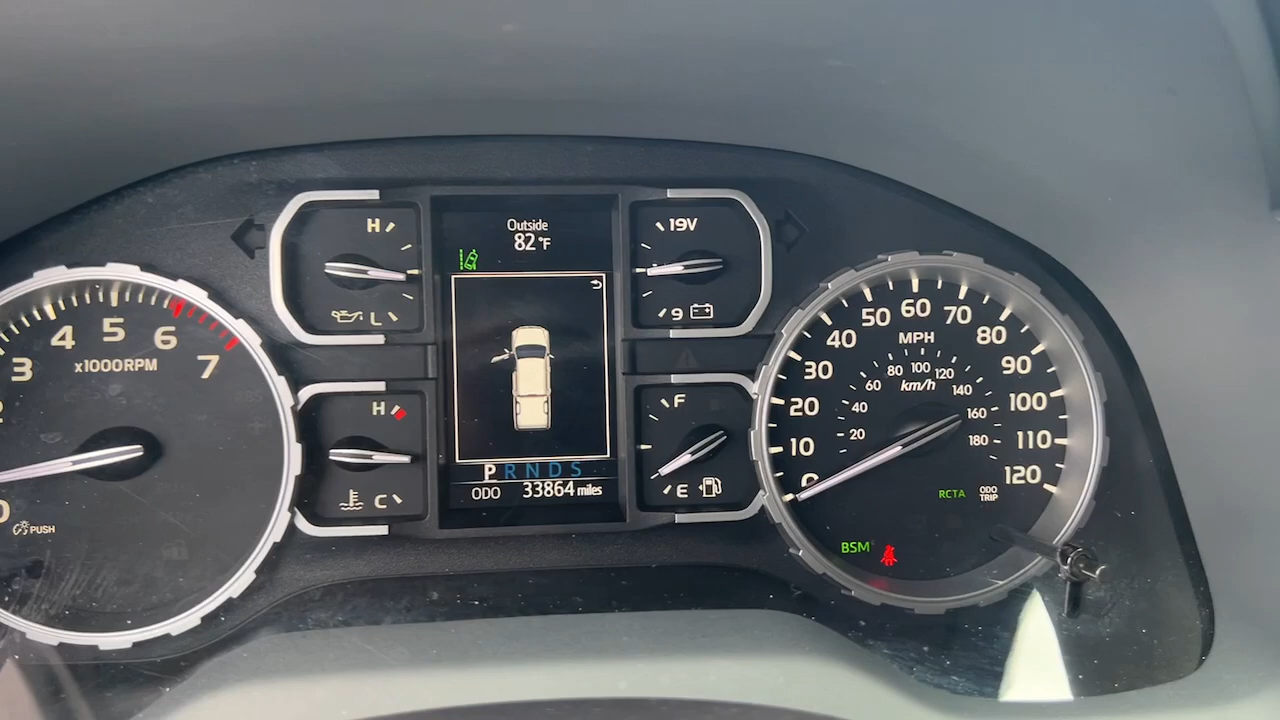 Outside
82°F
H
L
19V
9
H
C
F
E
P R N D S
ODO 33864 miles
3 4 5 6 7
x1000RPM
0
PUSH
0 10 20 30 40 50 60 70 80 90 100 110 120
MPH
20 40 60 80 100 120 140 160 180
km/h
RCTA
ODO
TRIP
BSM